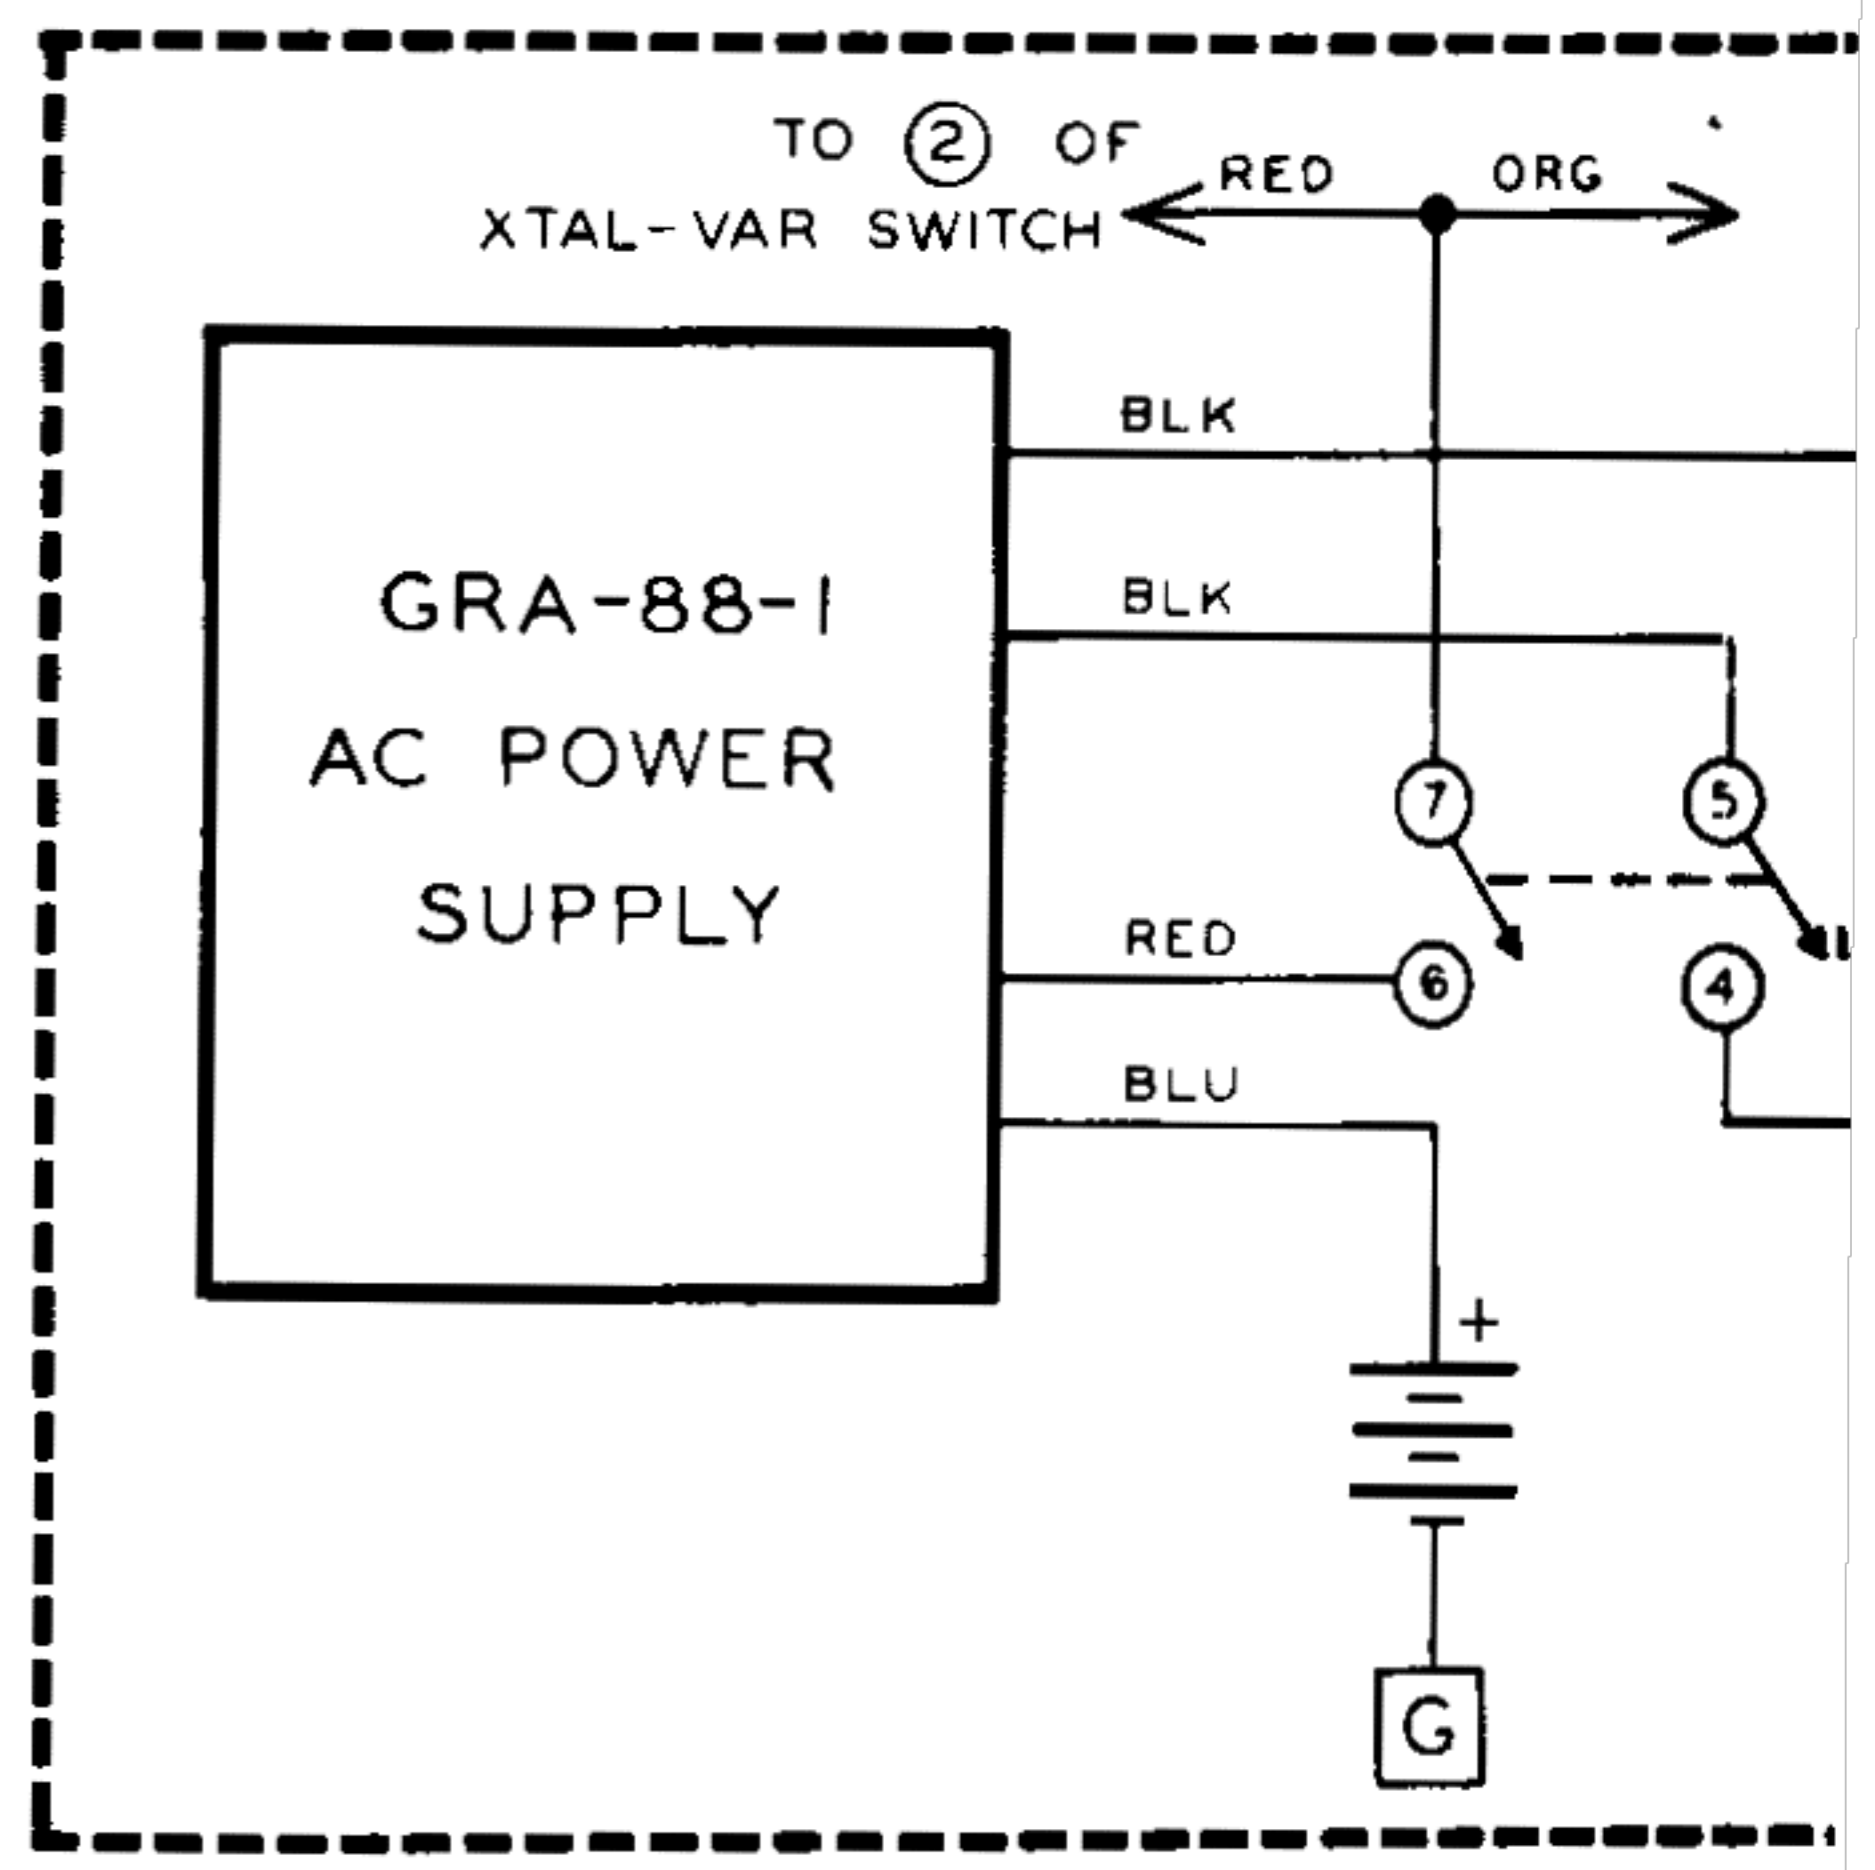 TO 2 OF
XTAL-VAR SWITCH
RED ORG
BLK
GRA-88-1
BLK
AC POWER
SUPPLY
7 5
RED
6 4
BLU
+
G